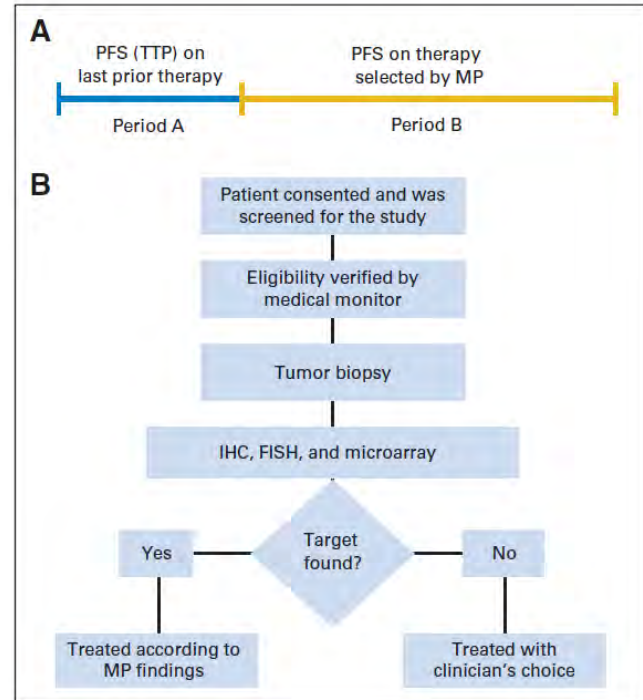 A
PFS (TTP) on
last prior therapy
PFS on therapy
selected by MP
Period A
Period B
B
Patient consented and was
screened for the study
Eligibility verified by
medical monitor
Tumor biopsy
IHC, FISH, and microarray
Target
found?
Yes
No
Treated according to
MP findings
Treated with
clinician's choice